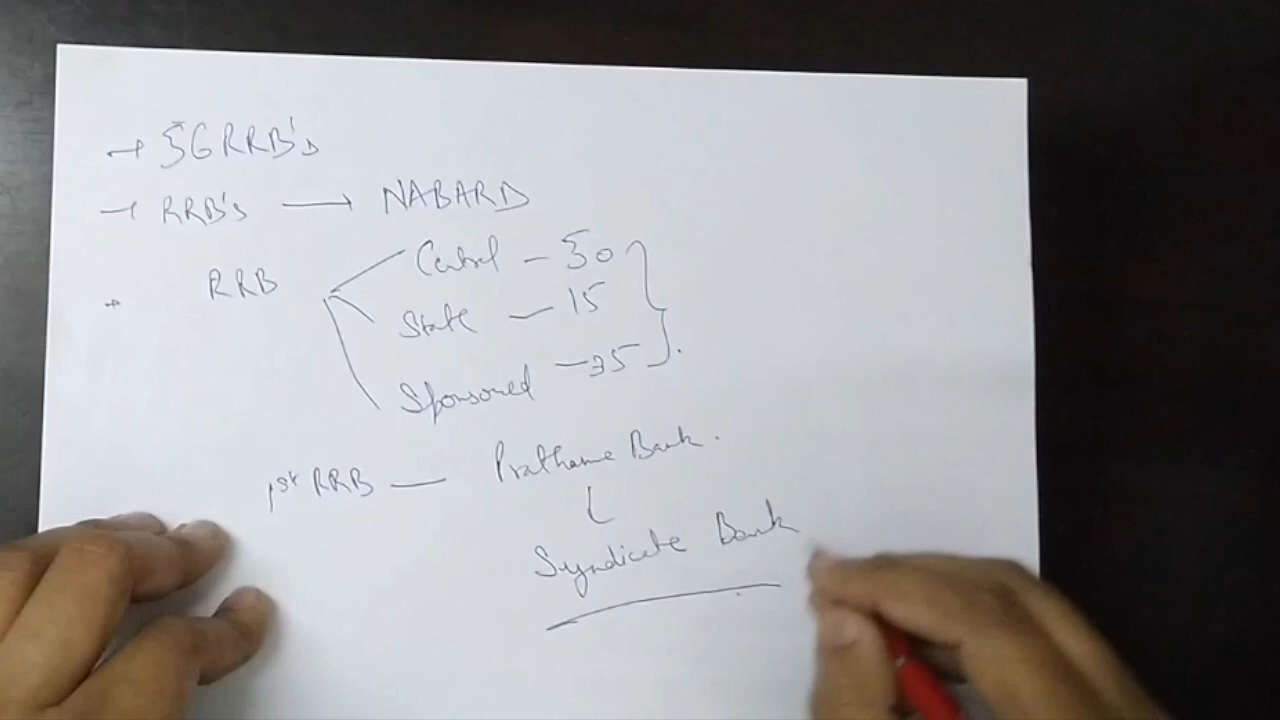 → 56 RRB's
→ RRB's → NABARD
RRB
Central - 50
State - 15
Sponsored - 35
1st RRB - Prathama Bank.
Syndicate Bank